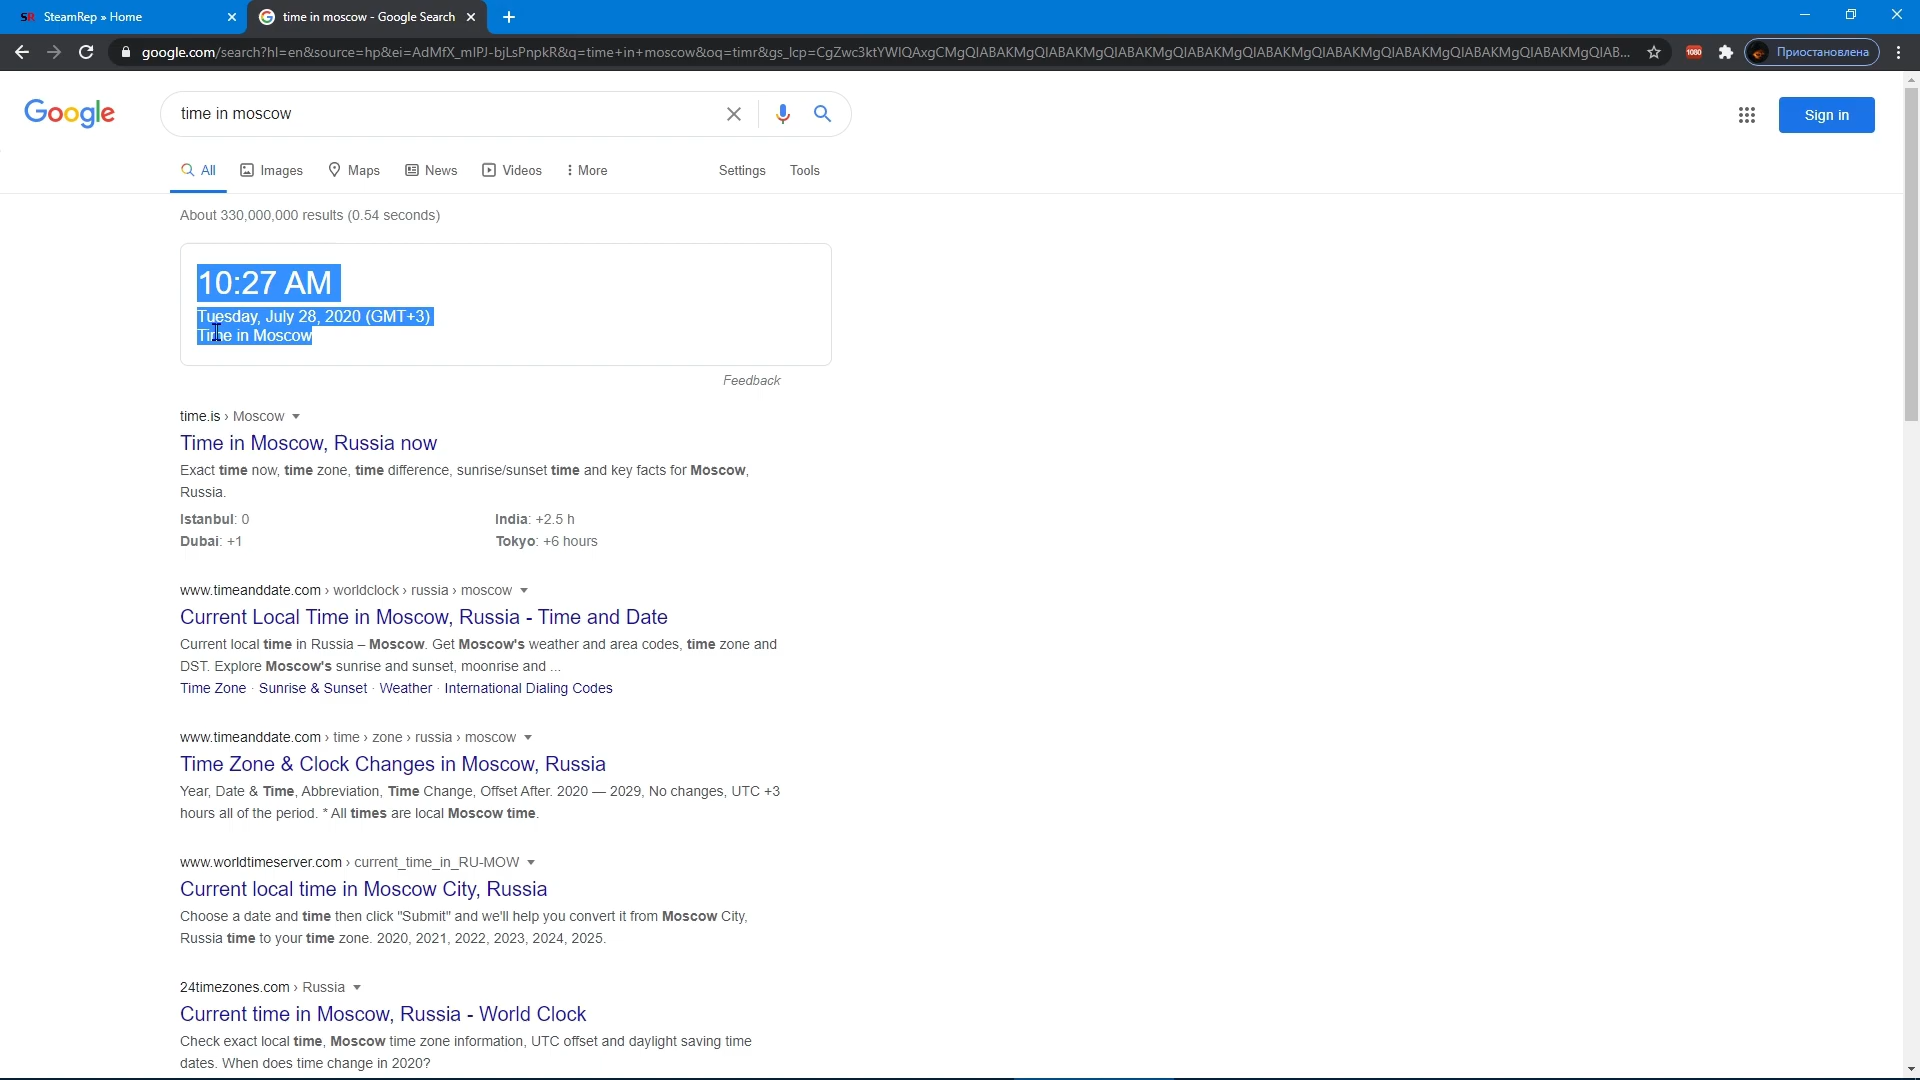 SR SteamRep » Home
time in moscow - Google Search
google.com/search?hl=en&source=hp&ei=AdMfX_mIPJ-bjLsPnpkR&q=time+in+moscow&oq=timr&gs_lcp=CgZwc3ktYWIQAxgCMgQIABAKMgQIABAKMgQIABAKMgQIABAKMgQIABAKMgQIABAKMgQIABAKMgQIABAKMgQIAB...
1080
Приостановлена
Google
time in moscow
Sign in
All Images Maps News Videos More Settings Tools
About 330,000,000 results (0.54 seconds)
10:27 AM
Tuesday, July 28, 2020 (GMT+3)
Time in Moscow
Feedback
time.is › Moscow
Time in Moscow, Russia now
Exact time now, time zone, time difference, sunrise/sunset time and key facts for Moscow,
Russia.
Istanbul: 0 India: +2.5 h
Dubai: +1 Tokyo: +6 hours
www.timeanddate.com › worldclock › russia › moscow
Current Local Time in Moscow, Russia - Time and Date
Current local time in Russia – Moscow. Get Moscow's weather and area codes, time zone and
DST. Explore Moscow's sunrise and sunset, moonrise and ...
Time Zone · Sunrise & Sunset · Weather · International Dialing Codes
www.timeanddate.com › time › zone › russia › moscow
Time Zone & Clock Changes in Moscow, Russia
Year, Date & Time, Abbreviation, Time Change, Offset After. 2020 — 2029, No changes, UTC +3
hours all of the period. * All times are local Moscow time.
www.worldtimeserver.com › current_time_in_RU-MOW
Current local time in Moscow City, Russia
Choose a date and time then click "Submit" and we'll help you convert it from Moscow City,
Russia time to your time zone. 2020, 2021, 2022, 2023, 2024, 2025.
24timezones.com › Russia
Current time in Moscow, Russia - World Clock
Check exact local time, Moscow time zone information, UTC offset and daylight saving time
dates. When does time change in 2020?